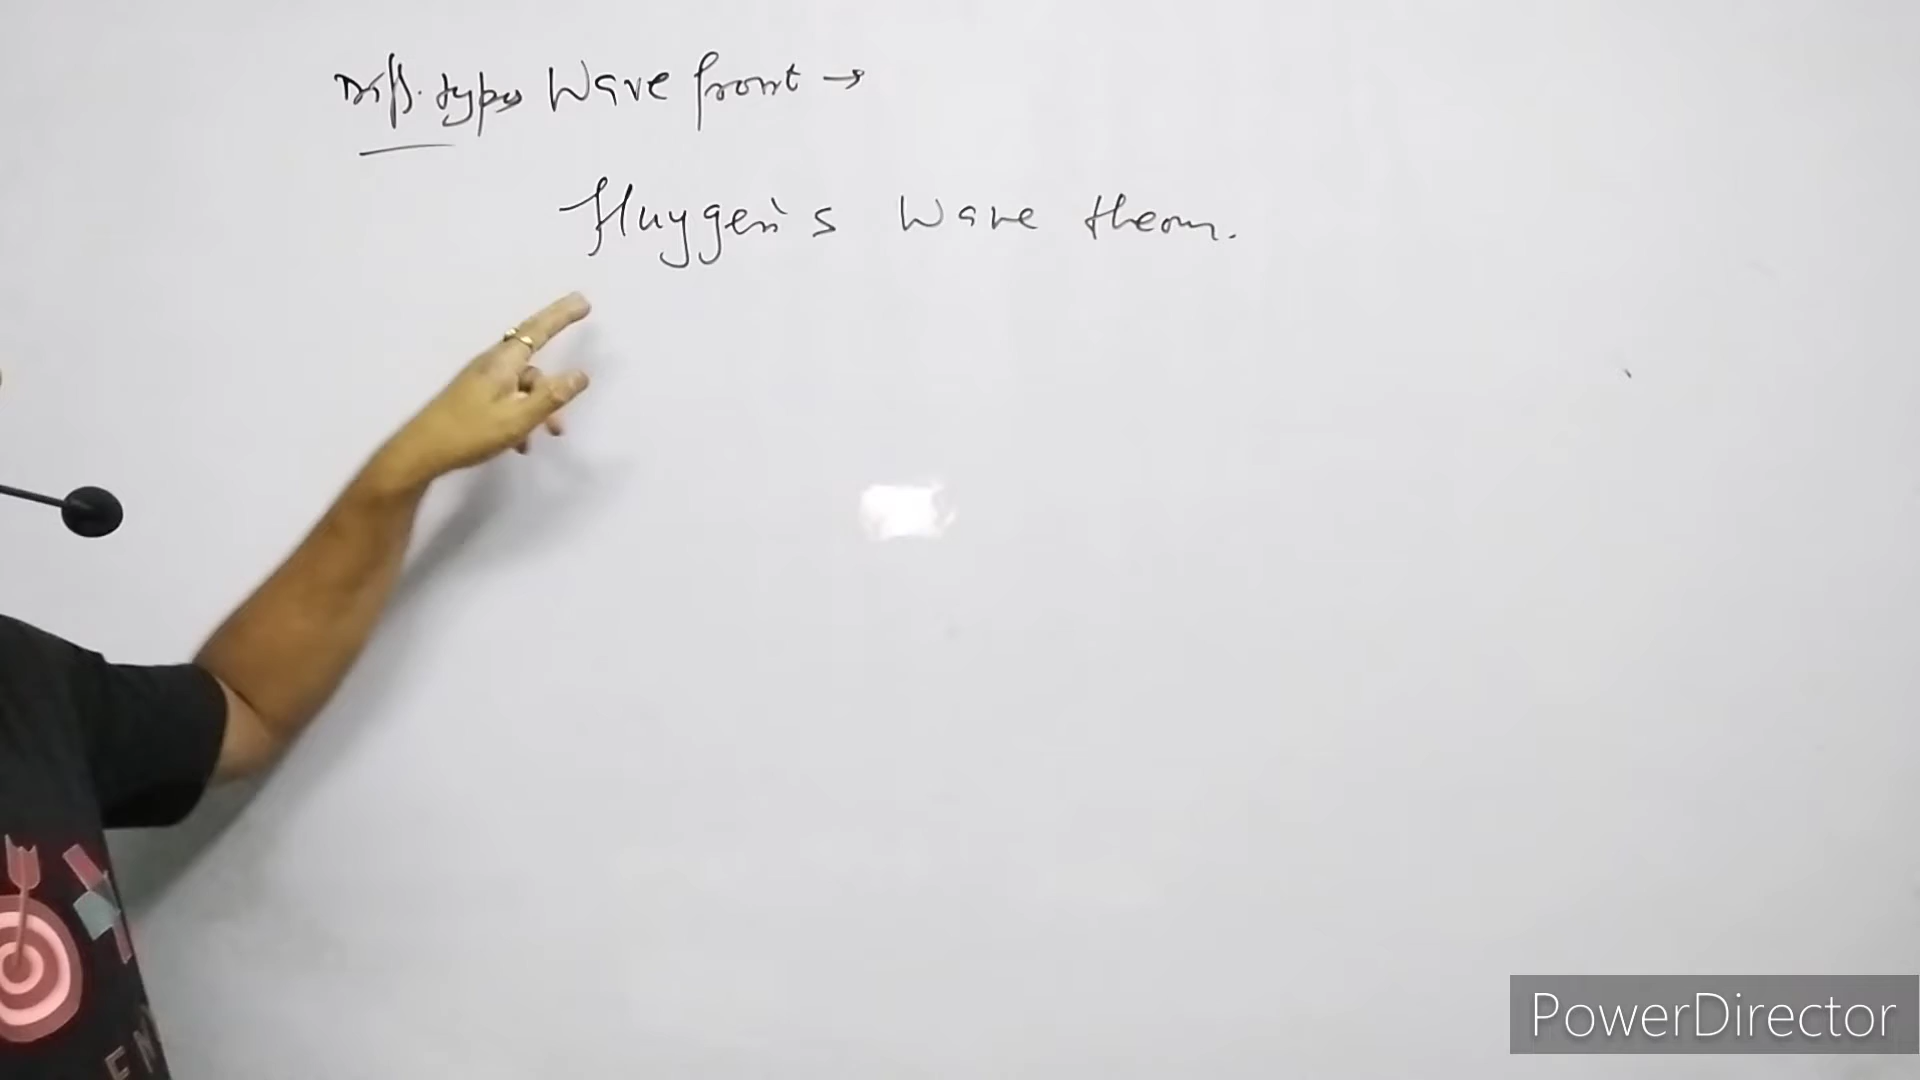 Diff. types Wave front →
Huygen's Wave theory.
PowerDirector